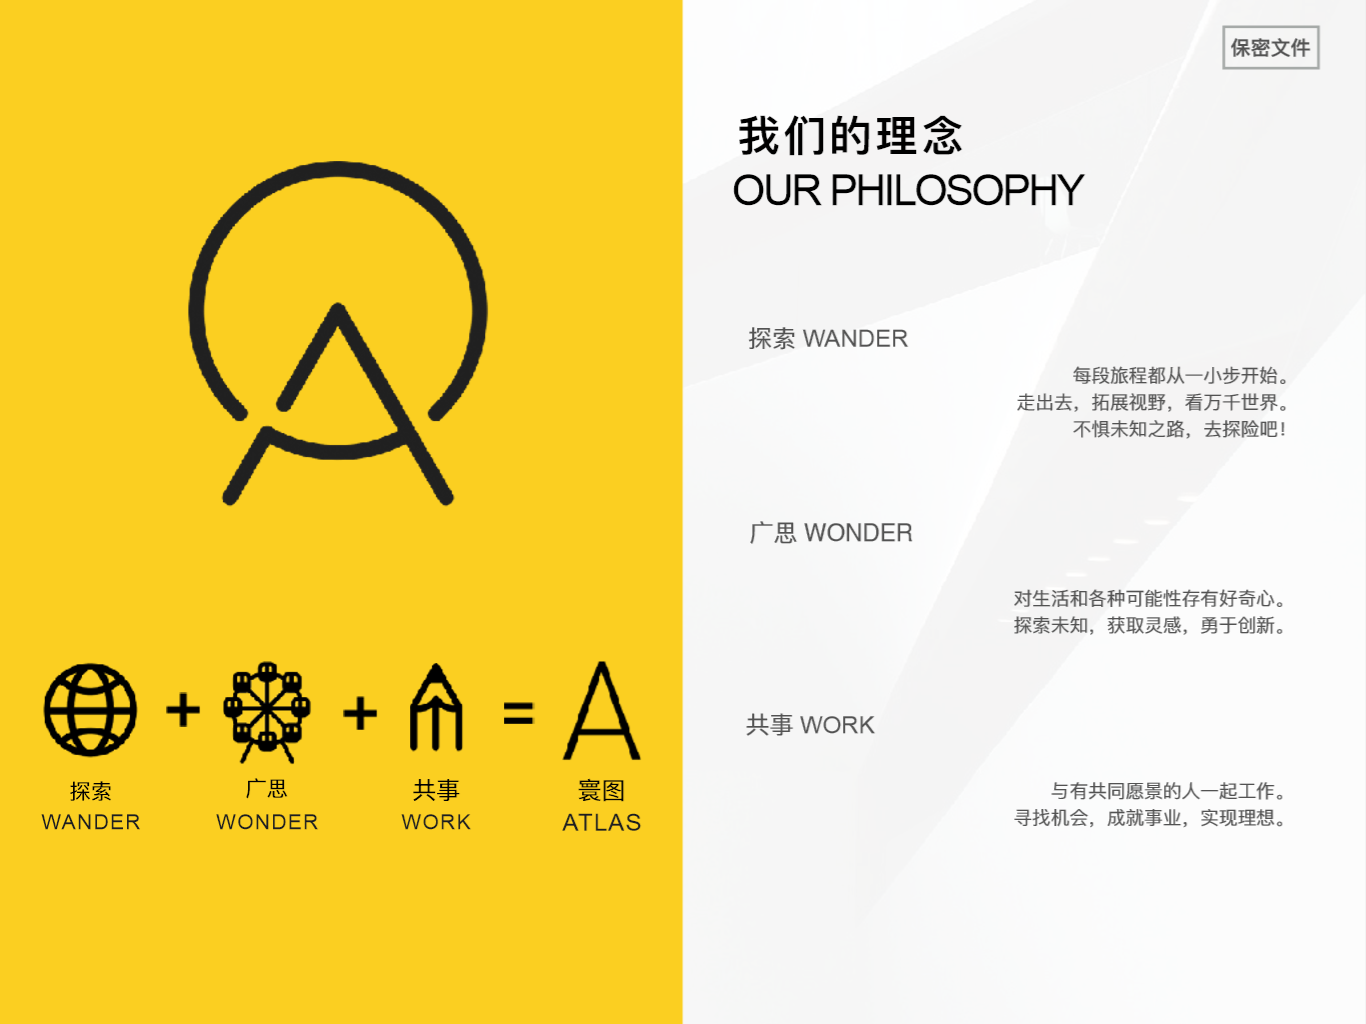 保密文件
我们的理念
OUR PHILOSOPHY
探索 WANDER
每段旅程都从一小步开始。
走出去，拓展视野，看万千世界。
不惧未知之路，去探险吧！
广思 WONDER
对生活和各种可能性存有好奇心。
探索未知，获取灵感，勇于创新。
共事 WORK
与有共同愿景的人一起工作。
寻找机会，成就事业，实现理想。
+ + =
探索 广思 共事 寰图
WANDER WONDER WORK ATLAS